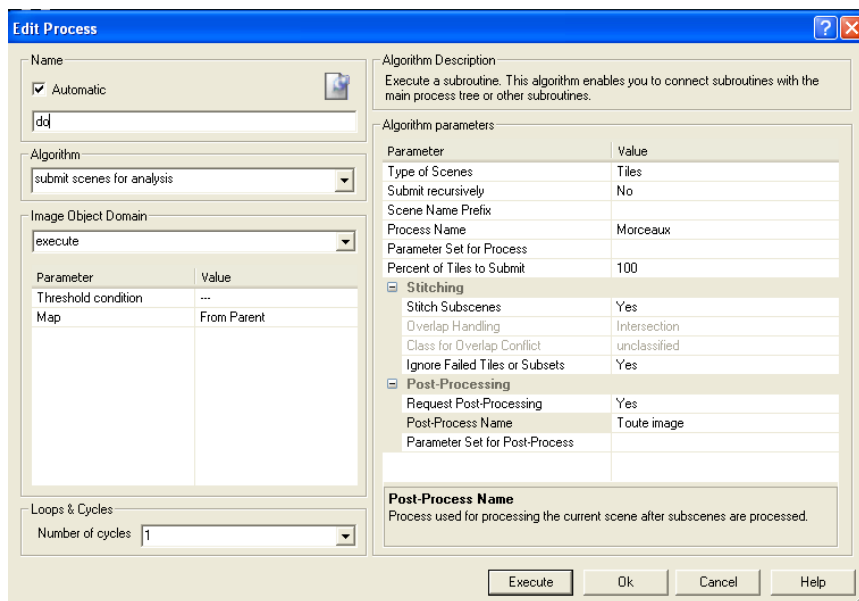 Edit Process
Name
Automatic
do
Algorithm
submit scenes for analysis
Image Object Domain
execute
Parameter Value
Threshold condition ---
Map From Parent
Loops & Cycles
Number of cycles 1
Algorithm Description
Execute a subroutine. This algorithm enables you to connect subroutines with the
main process tree or other subroutines.
Algorithm parameters
Parameter Value
Type of Scenes Tiles
Submit recursively No
Scene Name Prefix
Process Name Morceaux
Parameter Set for Process
Percent of Tiles to Submit 100
Stitching
Stitch Subscenes Yes
Overlap Handling Intersection
Class for Overlap Conflict unclassified
Ignore Failed Tiles or Subsets Yes
Post-Processing
Request Post-Processing Yes
Post-Process Name Toute image
Parameter Set for Post-Process
Post-Process Name
Process used for processing the current scene after subscenes are processed.
Execute Ok Cancel Help